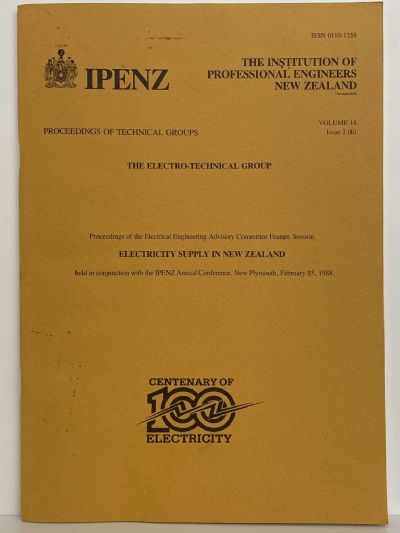 ISSN 0110-1358
IPENZ
THE INSTITUTION OF
PROFESSIONAL ENGINEERS
NEW ZEALAND
(Incorporated)
PROCEEDINGS OF TECHNICAL GROUPS
VOLUME 14
Issue 2 (E)
THE ELECTRO-TECHNICAL GROUP
Proceedings of the Electrical Engineering Advisory Committee Feature Session
ELECTRICITY SUPPLY IN NEW ZEALAND
held in conjunction with the IPENZ Annual Conference, New Plymouth, February 15, 1988
CENTENARY OF
100
ELECTRICITY